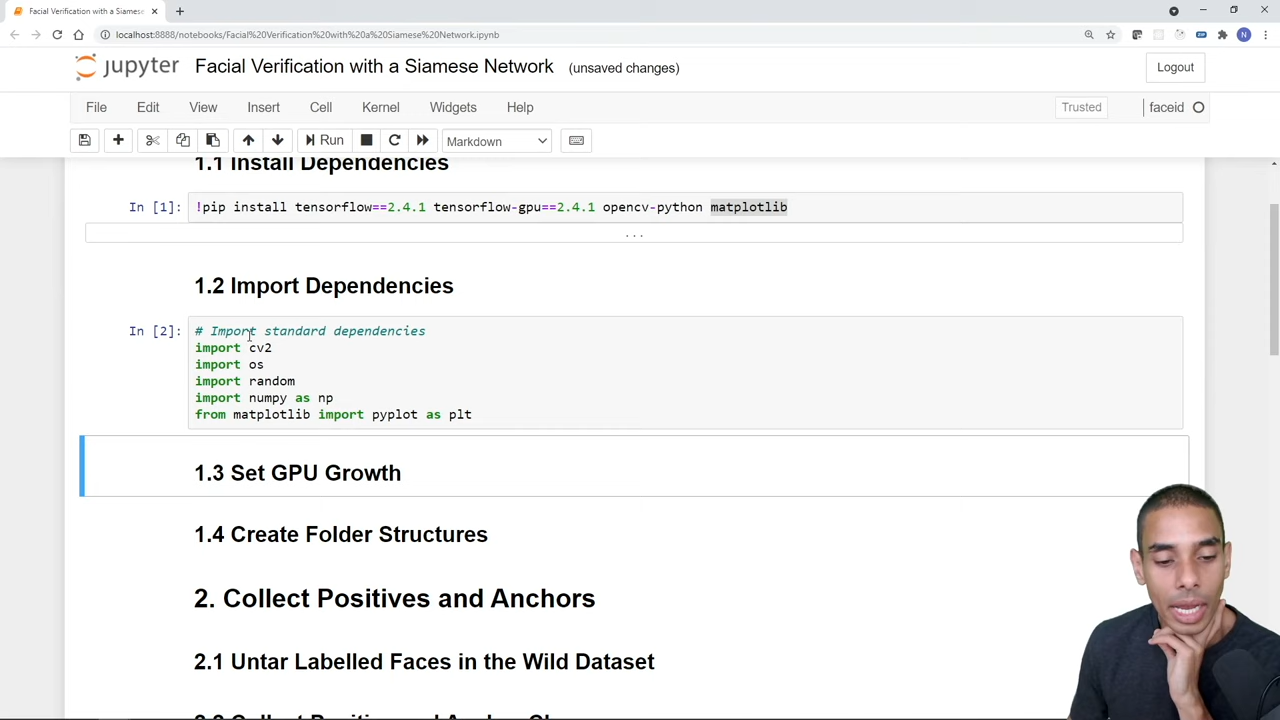 Facial Verification with a Siamese
localhost:8888/notebooks/Facial%20Verification%20with%20a%20Siamese%20Network.ipynb
N
jupyter Facial Verification with a Siamese Network (unsaved changes)
Logout
File Edit View Insert Cell Kernel Widgets Help
Trusted
faceid
Run
Markdown
1.1 Install Dependencies
In [1]: !pip install tensorflow==2.4.1 tensorflow-gpu==2.4.1 opencv-python matplotlib
...
1.2 Import Dependencies
In [2]: # Import standard dependencies
import cv2
import os
import random
import numpy as np
from matplotlib import pyplot as plt
1.3 Set GPU Growth
1.4 Create Folder Structures
2. Collect Positives and Anchors
2.1 Untar Labelled Faces in the Wild Dataset